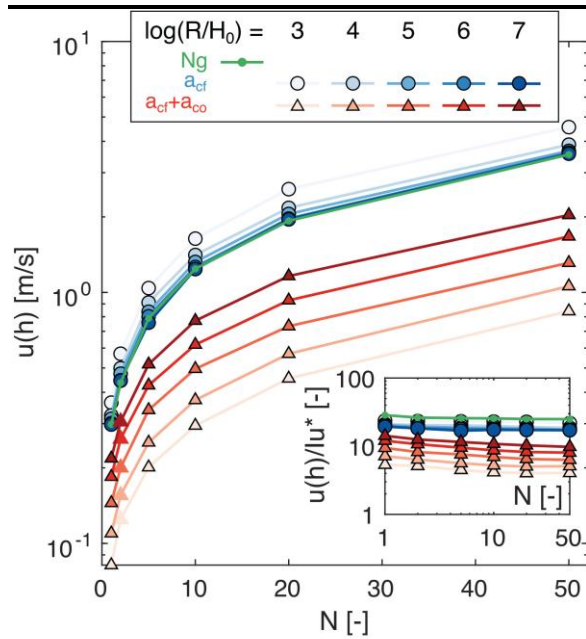 log(R/H₀) = 3 4 5 6 7
Ng
a_cf
a_cf+a_co
10¹
10⁰
10⁻¹
u(h) [m/s]
0 10 20 30 40 50
N [-]
100
10
1
u(h)/Iu* [-]
N [-]
1 10 50